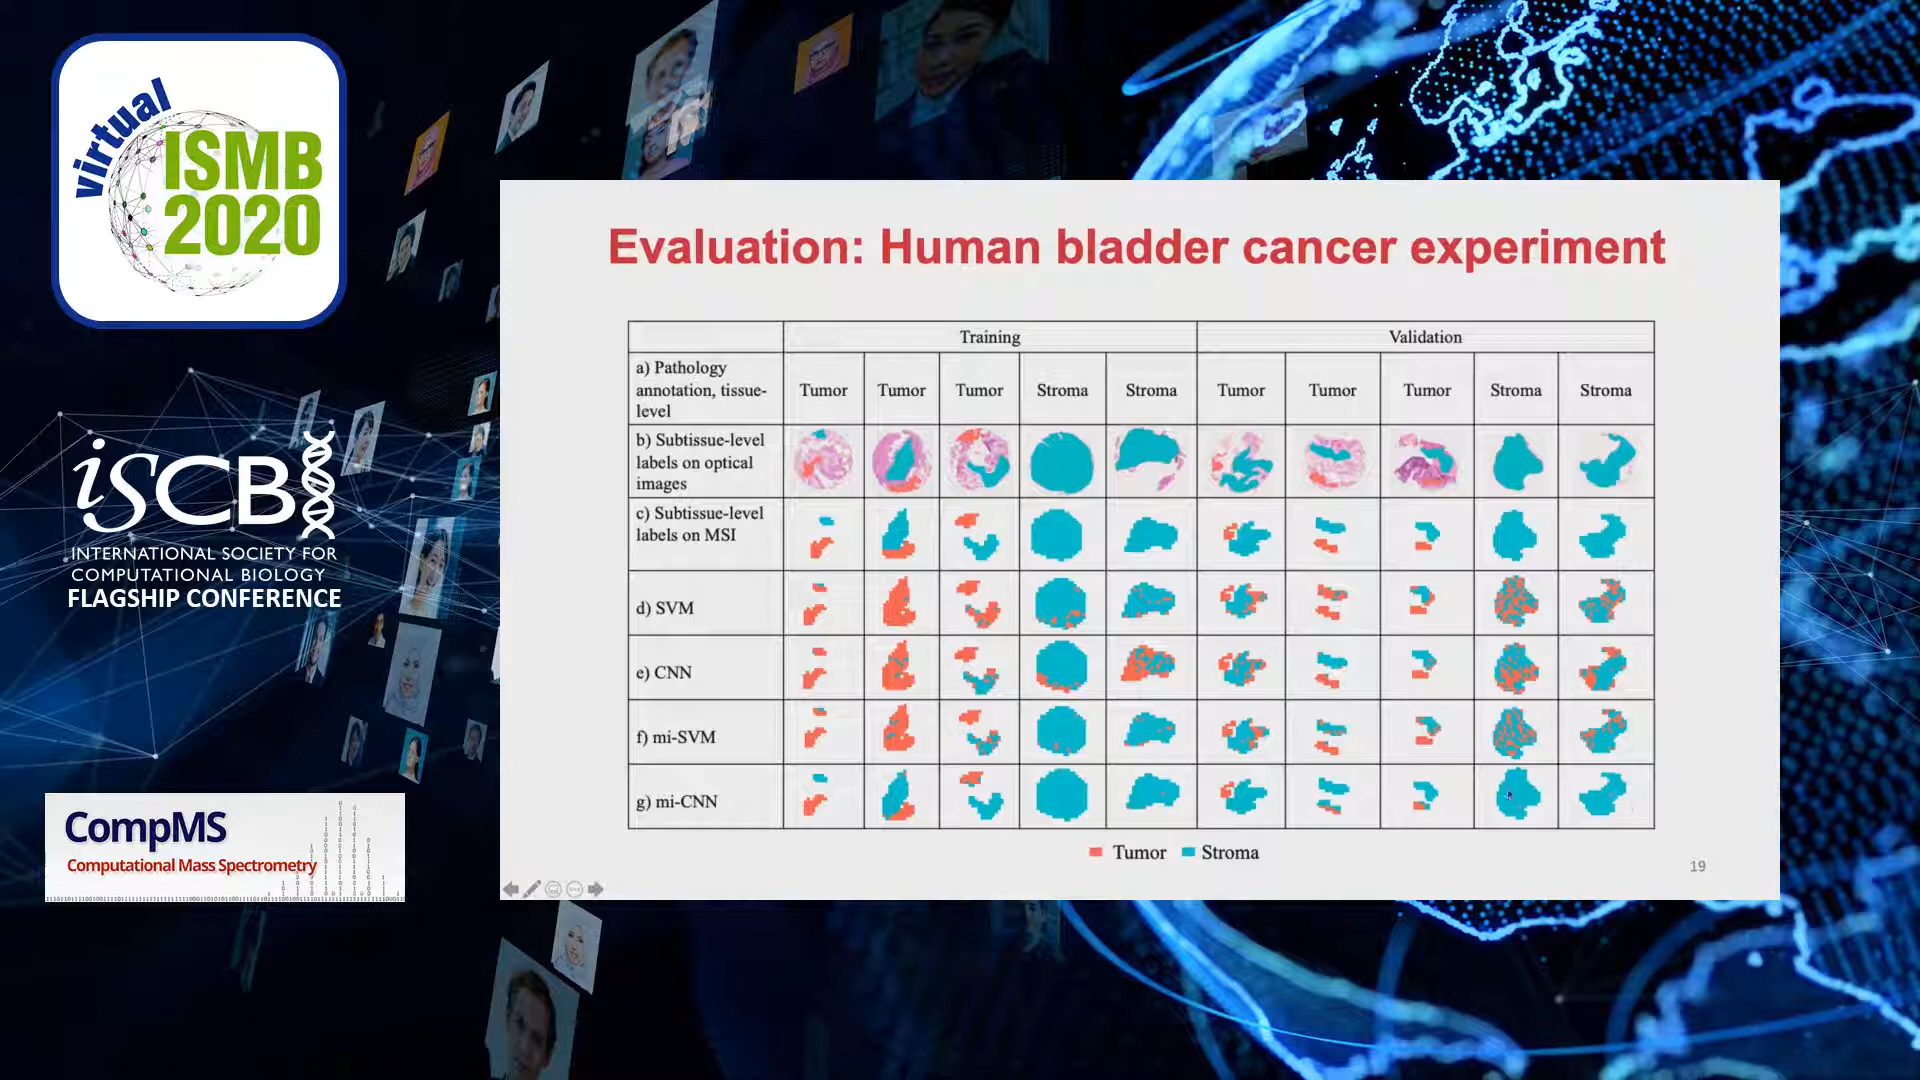 virtual
ISMB
2020
iSCB
INTERNATIONAL SOCIETY FOR
COMPUTATIONAL BIOLOGY
FLAGSHIP CONFERENCE
CompMS
Computational Mass Spectrometry
Evaluation: Human bladder cancer experiment
Training Validation
a) Pathology
annotation, tissue-
level
Tumor Tumor Tumor Stroma Stroma Tumor Tumor Tumor Stroma Stroma
b) Subtissue-level
labels on optical
images
c) Subtissue-level
labels on MSI
d) SVM
e) CNN
f) mi-SVM
g) mi-CNN
Tumor Stroma
19